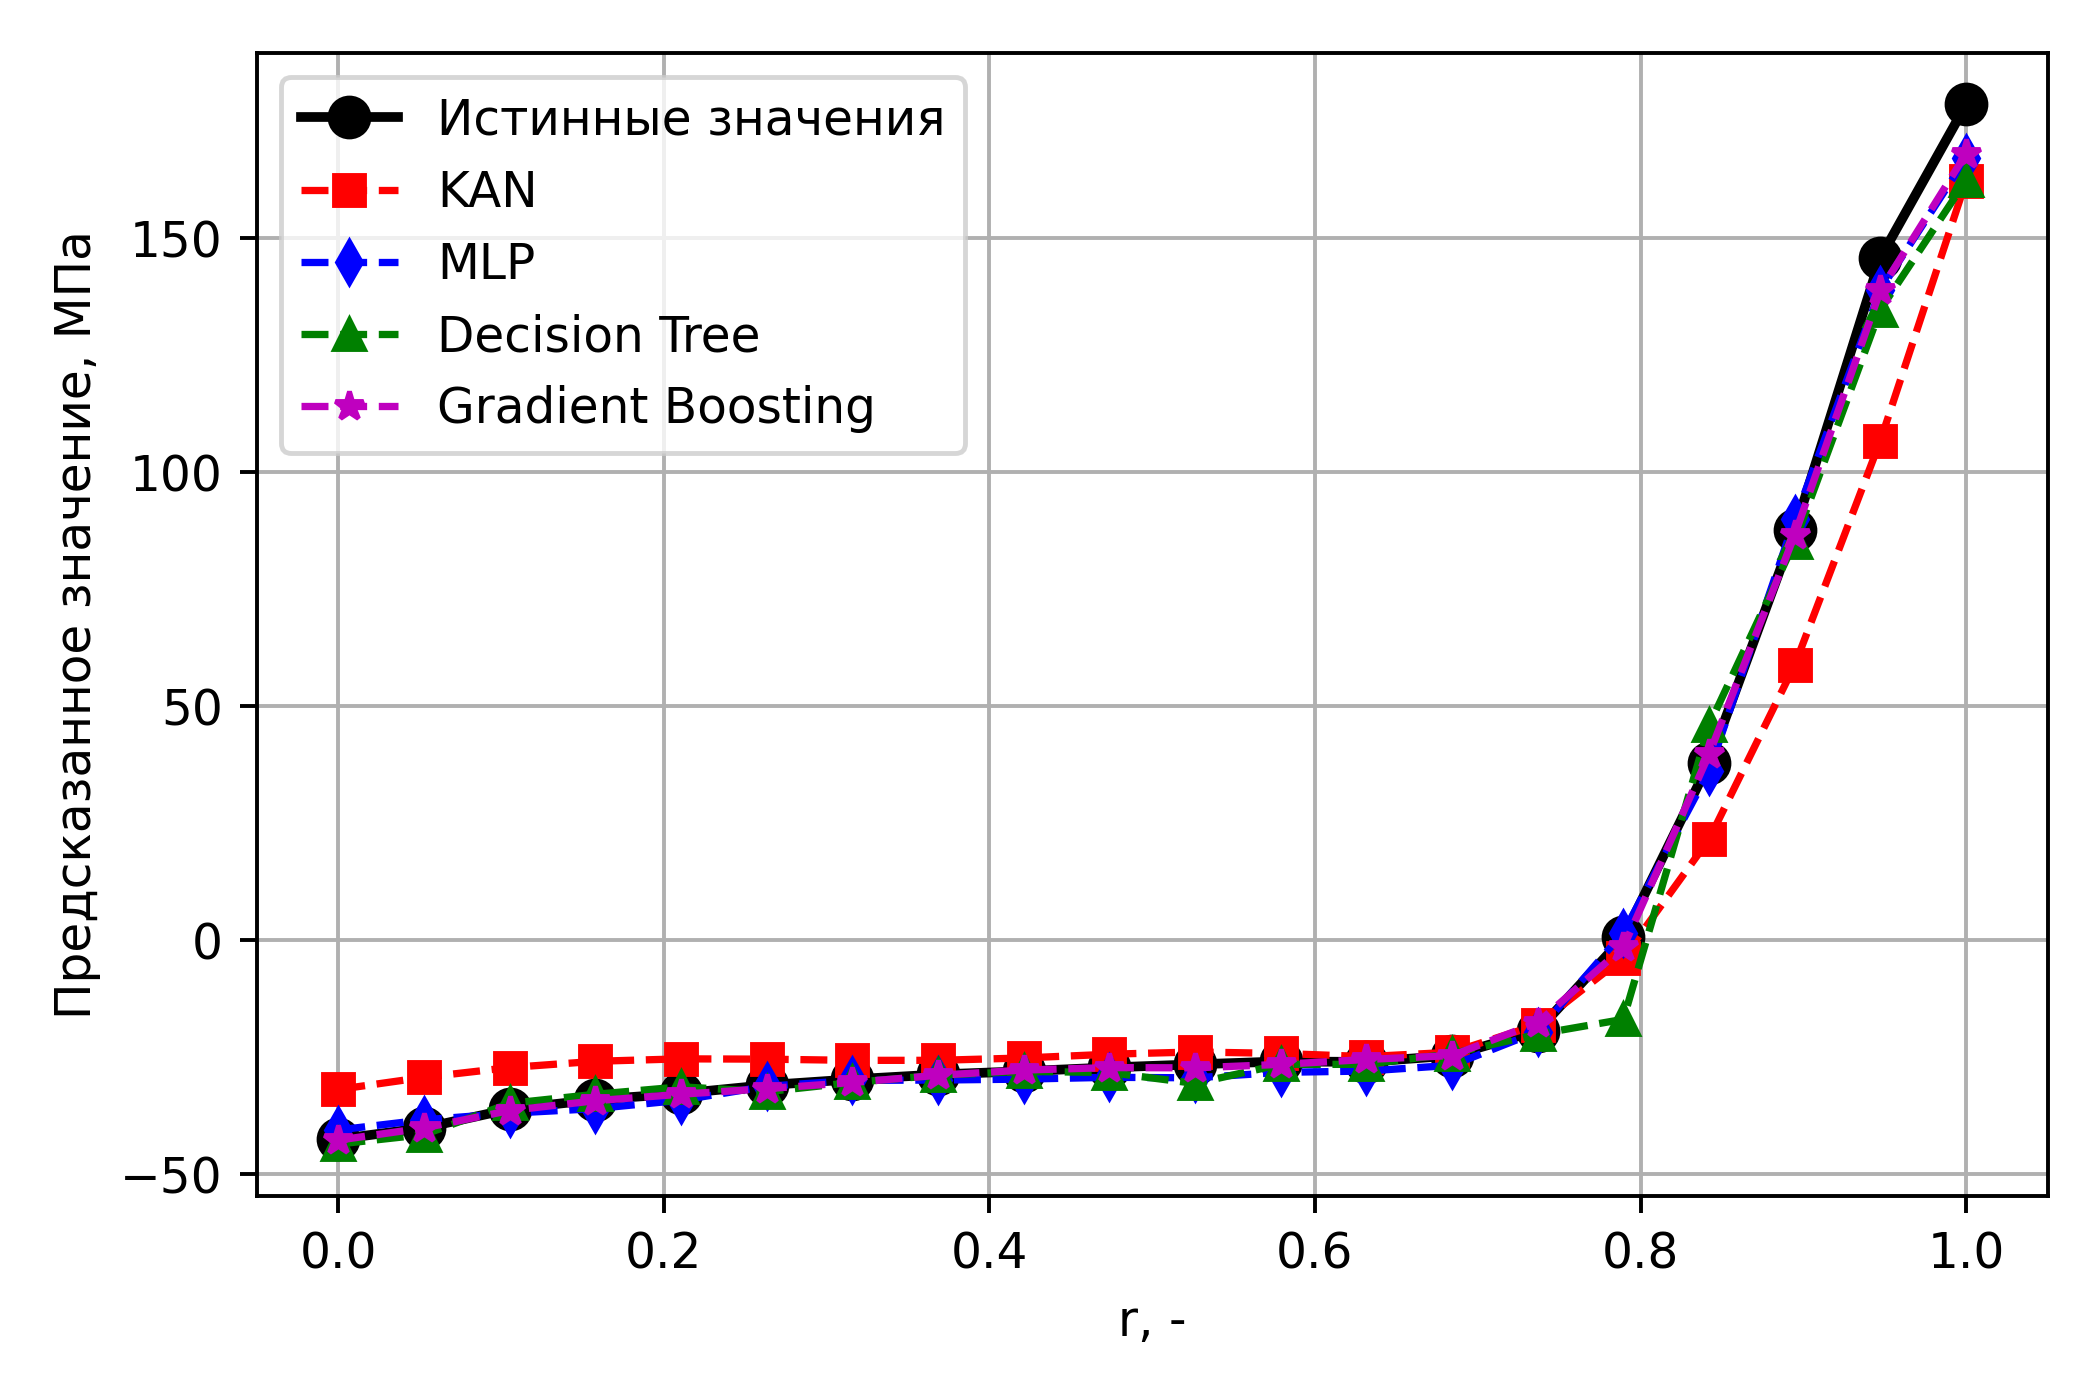 Истинные значения
KAN
MLP
Decision Tree
Gradient Boosting
Предсказанное значение, МПа
150
100
50
0
−50
0.0 0.2 0.4 0.6 0.8 1.0
r, -